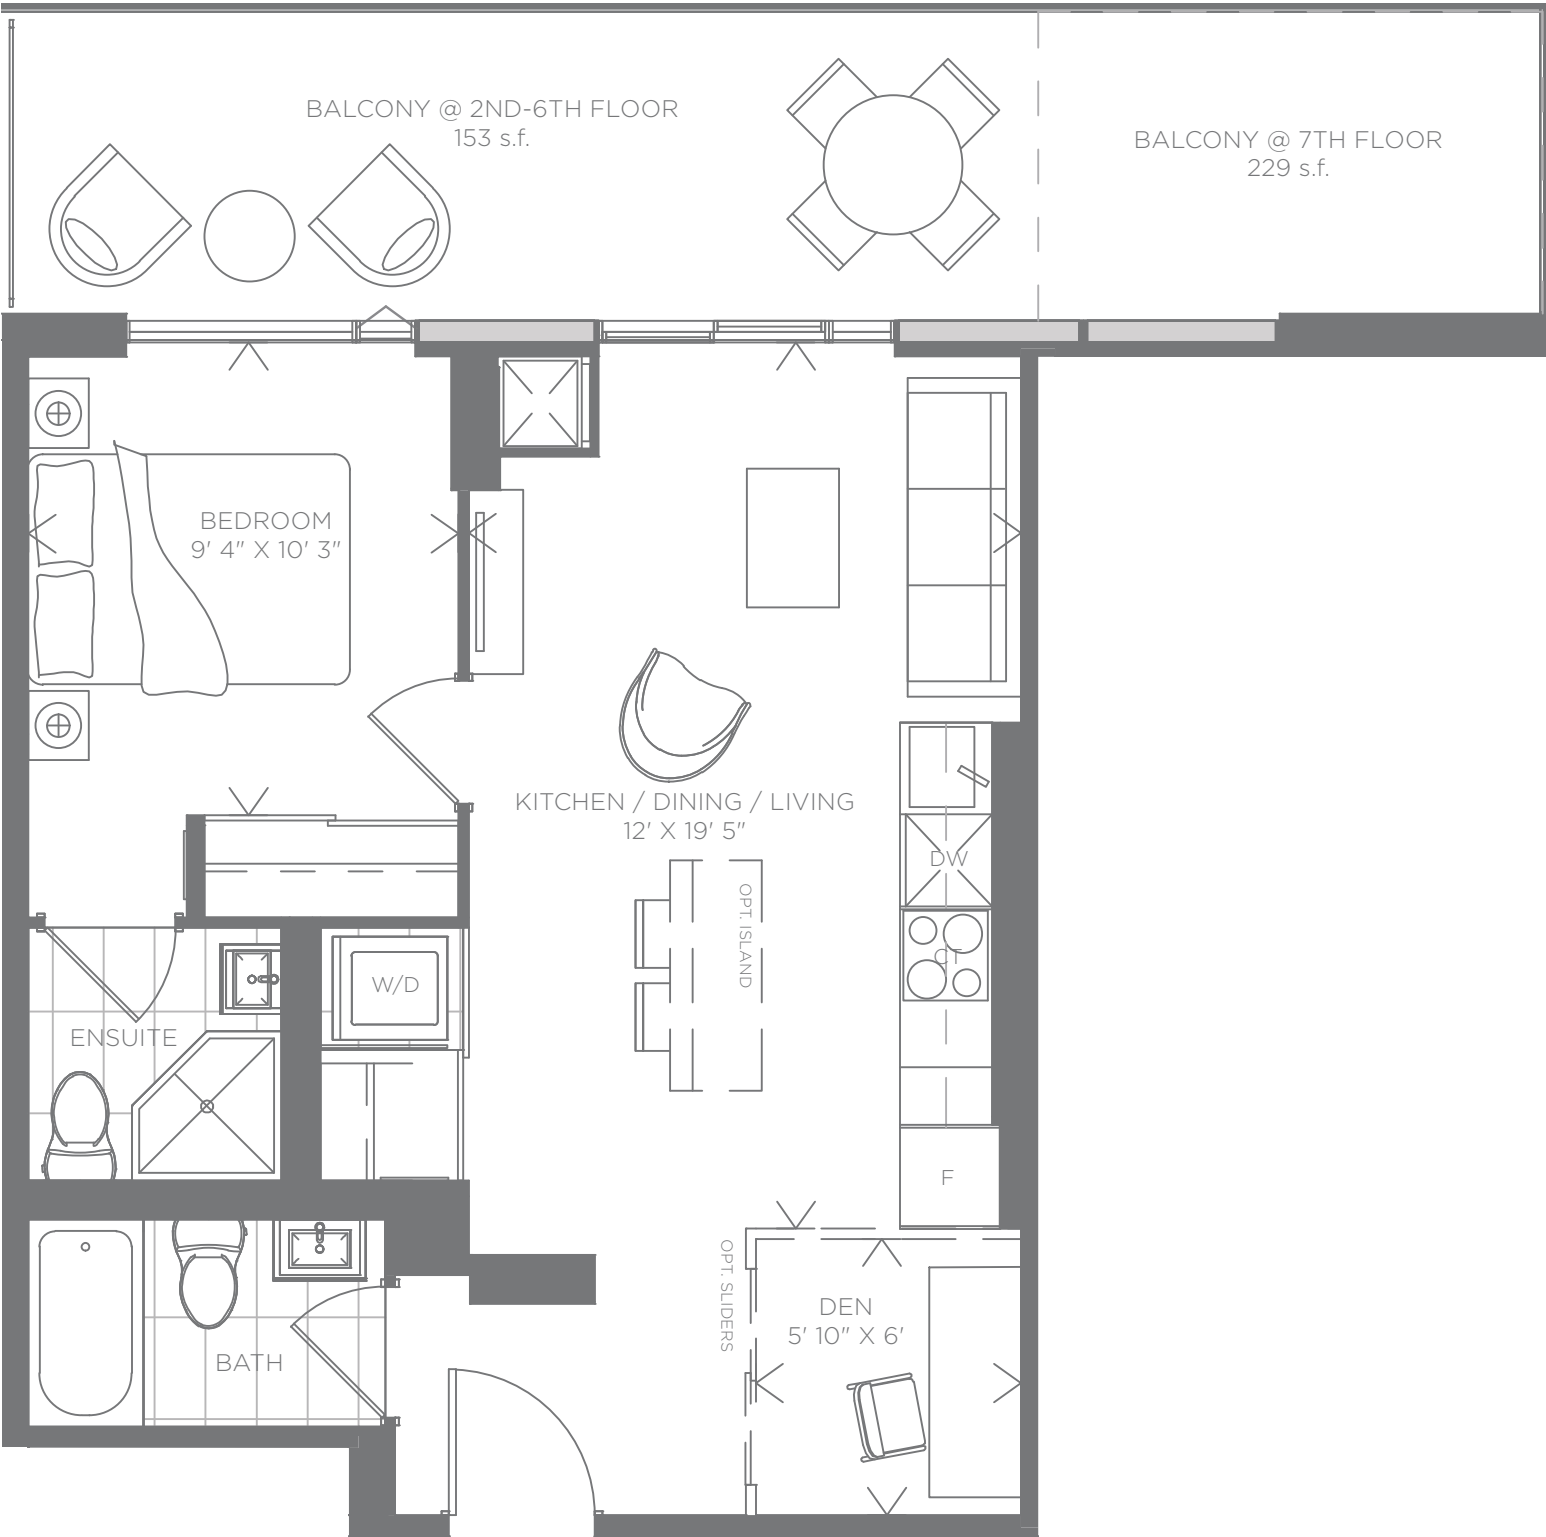 BALCONY @ 2ND-6TH FLOOR
153 s.f.
BALCONY @ 7TH FLOOR
229 s.f.
BEDROOM
9' 4" X 10' 3"
KITCHEN / DINING / LIVING
12' X 19' 5"
DW
OPT. ISLAND
CT
W/D
ENSUITE
F
OPT. SLIDERS
DEN
5' 10" X 6'
BATH